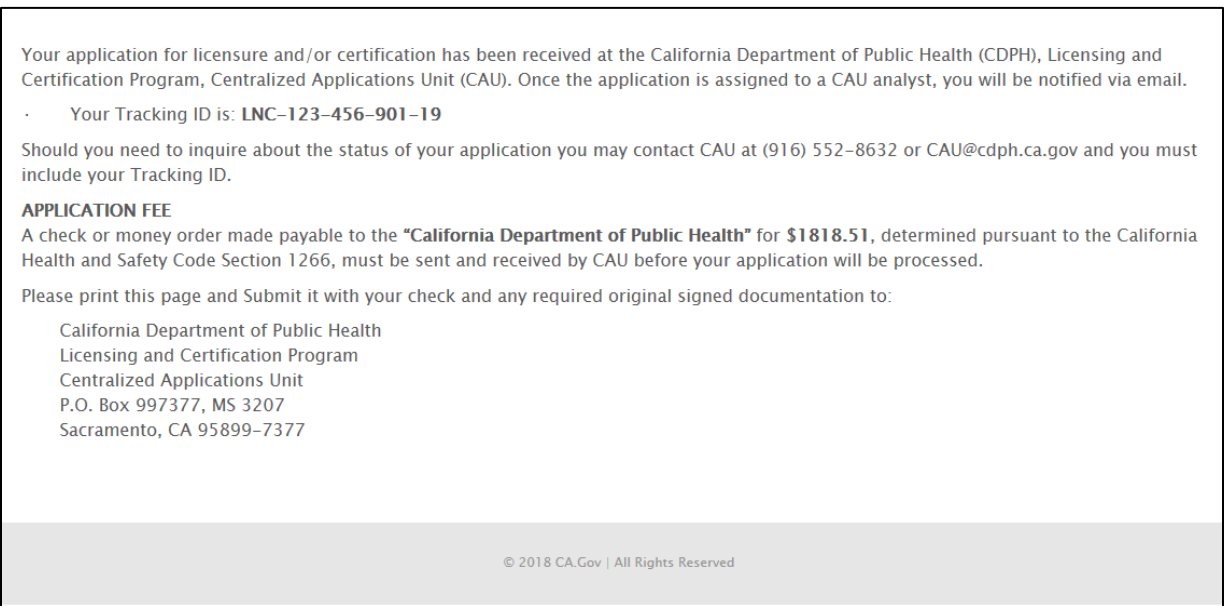 Your application for licensure and/or certification has been received at the California Department of Public Health (CDPH), Licensing and
Certification Program, Centralized Applications Unit (CAU). Once the application is assigned to a CAU analyst, you will be notified via email.
· Your Tracking ID is: LNC-123-456-901-19
Should you need to inquire about the status of your application you may contact CAU at (916) 552-8632 or CAU@cdph.ca.gov and you must
include your Tracking ID.
APPLICATION FEE
A check or money order made payable to the “California Department of Public Health” for $1818.51, determined pursuant to the California
Health and Safety Code Section 1266, must be sent and received by CAU before your application will be processed.
Please print this page and Submit it with your check and any required original signed documentation to:
California Department of Public Health
Licensing and Certification Program
Centralized Applications Unit
P.O. Box 997377, MS 3207
Sacramento, CA 95899-7377
© 2018 CA.Gov | All Rights Reserved